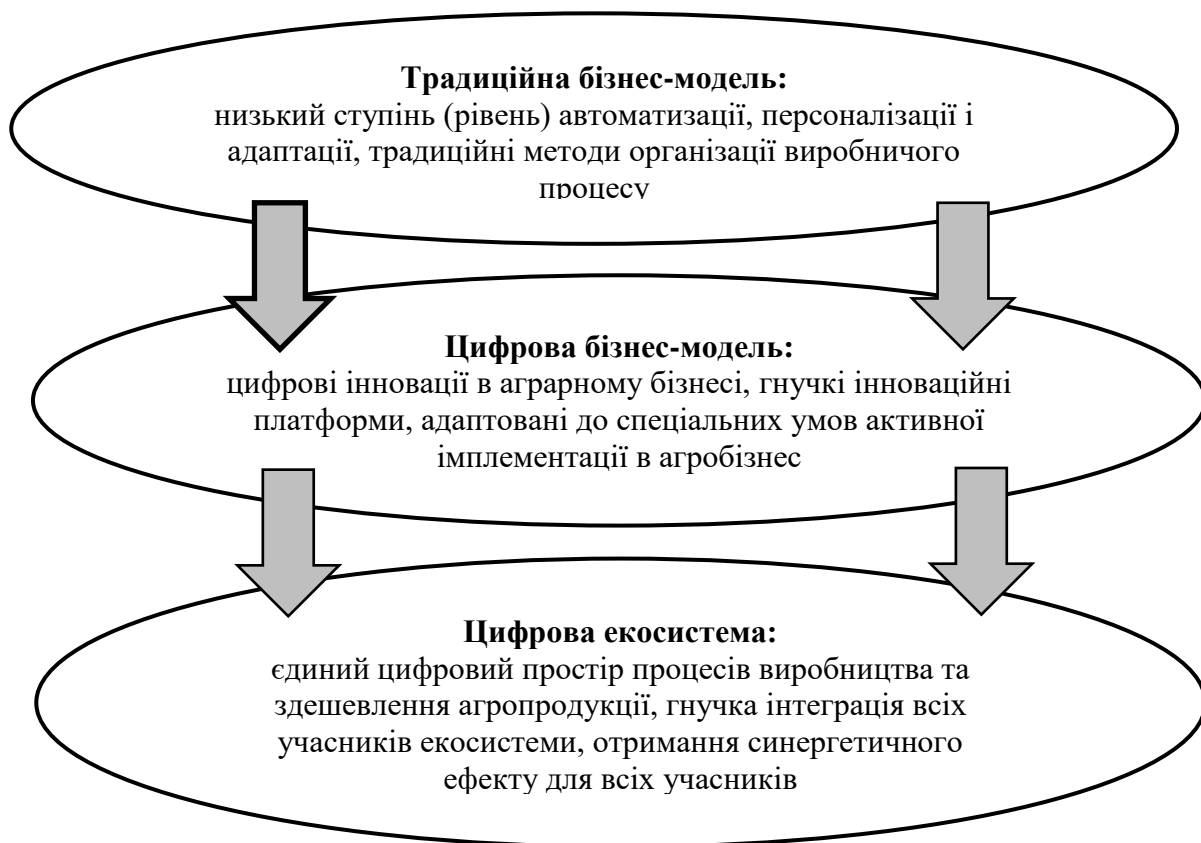 Традиційна бізнес-модель:
низький ступінь (рівень) автоматизації, персоналізації і
адаптації, традиційні методи організації виробничого
процесу
Цифрова бізнес-модель:
цифрові інновації в аграрному бізнесі, гнучкі інноваційні
платформи, адаптовані до спеціальних умов активної
імплементації в агробізнес
Цифрова екосистема:
єдиний цифровий простір процесів виробництва та
здешевлення агропродукції, гнучка інтеграція всіх
учасників екосистеми, отримання синергетичного
ефекту для всіх учасників